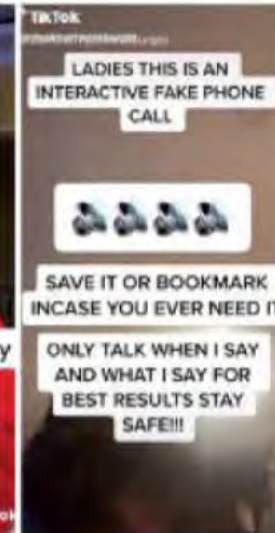 TikTok
LADIES THIS IS AN
INTERACTIVE FAKE PHONE
CALL
SAVE IT OR BOOKMARK
INCASE YOU EVER NEED IT
y
ONLY TALK WHEN I SAY
AND WHAT I SAY FOR
BEST RESULTS STAY
SAFE!!!